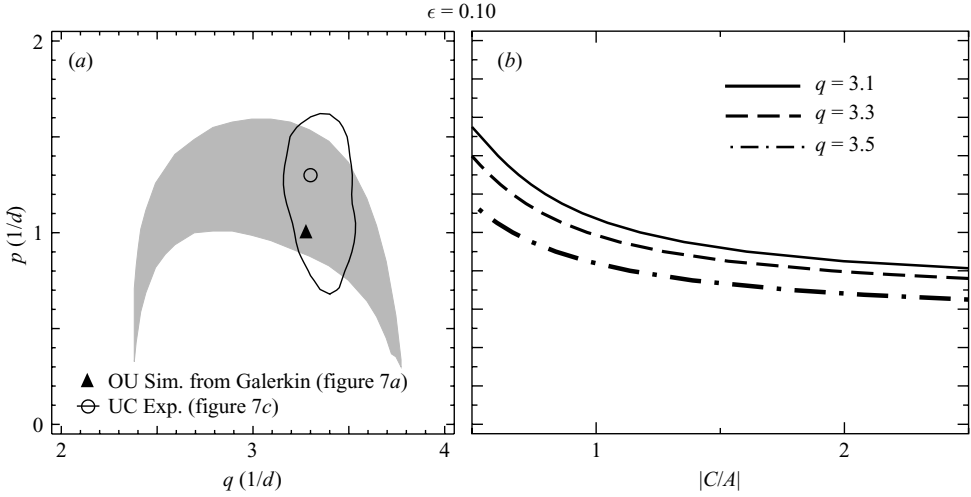 ϵ = 0.10
(a)
2
1
0
p (1/d)
2
3
4
q (1/d)
OU Sim. from Galerkin (figure 7a)
UC Exp. (figure 7c)
(b)
q = 3.1
q = 3.3
q = 3.5
1
2
|C/A|